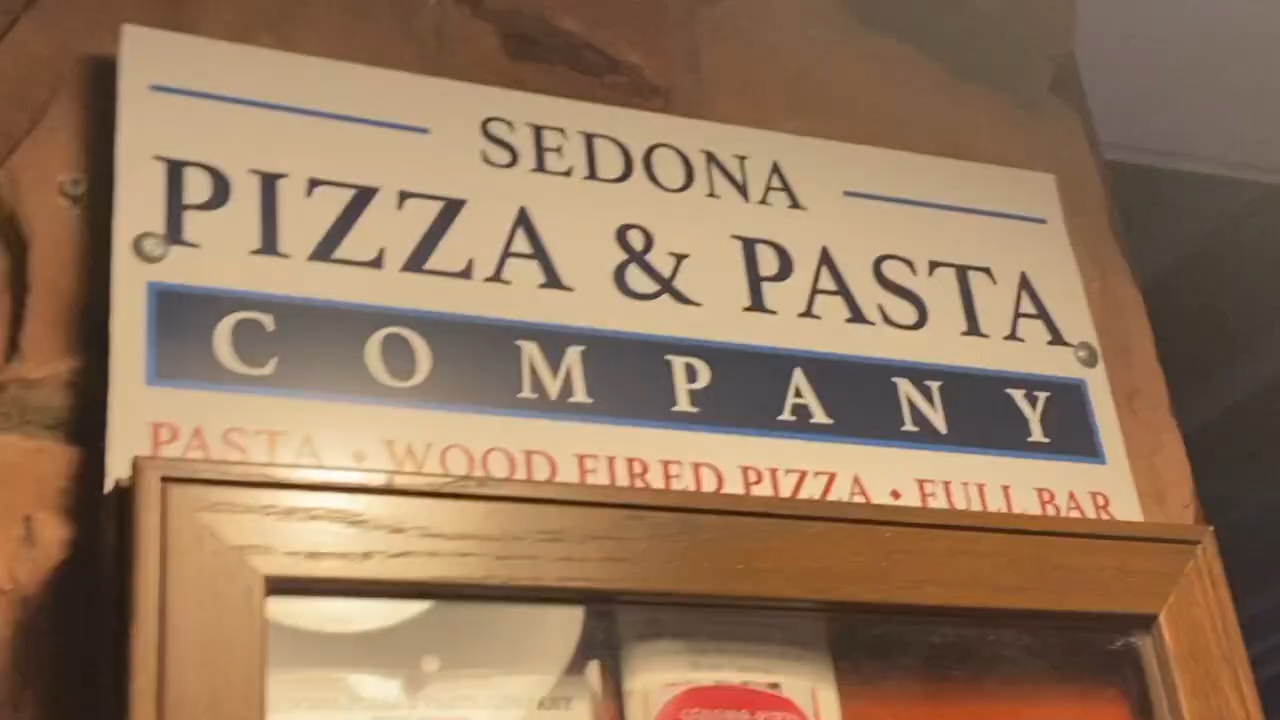 SEDONA
PIZZA & PASTA
COMPANY
PASTA • WOOD FIRED PIZZA • FULL BAR